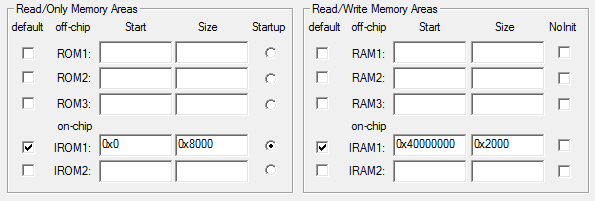 Read/Only Memory Areas
default off-chip Start Size Startup
ROM1:
ROM2:
ROM3:
on-chip
IROM1: 0x0 0x8000
IROM2:
Read/Write Memory Areas
default off-chip Start Size NoInit
RAM1:
RAM2:
RAM3:
on-chip
IRAM1: 0x40000000 0x2000
IRAM2: